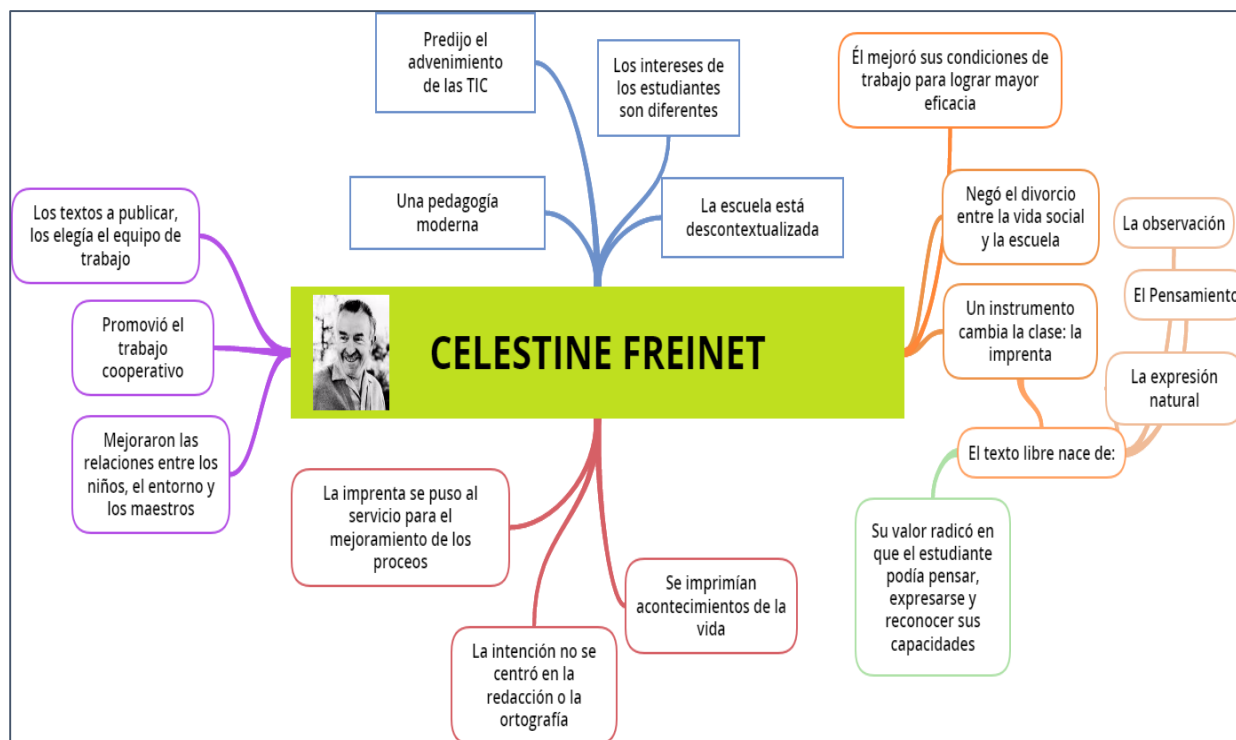 Predijo el
advenimiento
de las TIC
Los intereses de
los estudiantes
son diferentes
Una pedagogía
moderna
La escuela está
descontextualizada
Él mejoró sus condiciones de
trabajo para lograr mayor
eficacia
Negó el divorcio
entre la vida social
y la escuela
Un instrumento
cambia la clase: la
imprenta
La observación
El Pensamiento
La expresión
natural
El texto libre nace de:
Su valor radicó en
que el estudiante
podía pensar,
expresarse y
reconocer sus
capacidades
Los textos a publicar,
los elegía el equipo de
trabajo
Promovió el
trabajo
cooperativo
Mejoraron las
relaciones entre los
niños, el entorno y
los maestros
CELESTINE FREINET
La imprenta se puso al
servicio para el
mejoramiento de los
proceos
La intención no se
centró en la
redacción o la
ortografía
Se imprimían
acontecimientos de la
vida